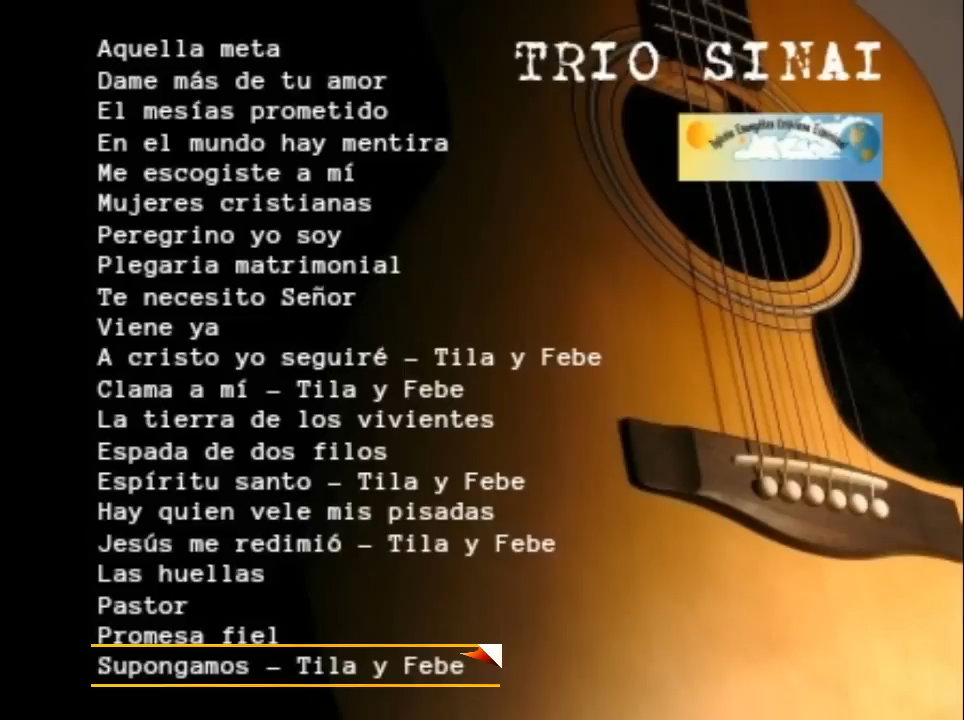 Aquella meta
Dame más de tu amor
El mesías prometido
En el mundo hay mentira
Me escogiste a mí
Mujeres cristianas
Peregrino yo soy
Plegaria matrimonial
Te necesito Señor
Viene ya
A cristo yo seguiré – Tila y Febe
Clama a mí – Tila y Febe
La tierra de los vivientes
Espada de dos filos
Espíritu santo – Tila y Febe
Hay quien vele mis pisadas
Jesús me redimió – Tila y Febe
Las huellas
Pastor
Promesa fiel
Supongamos – Tila y Febe
TRIO SINAI
Iglesia Evangélica Cristiana